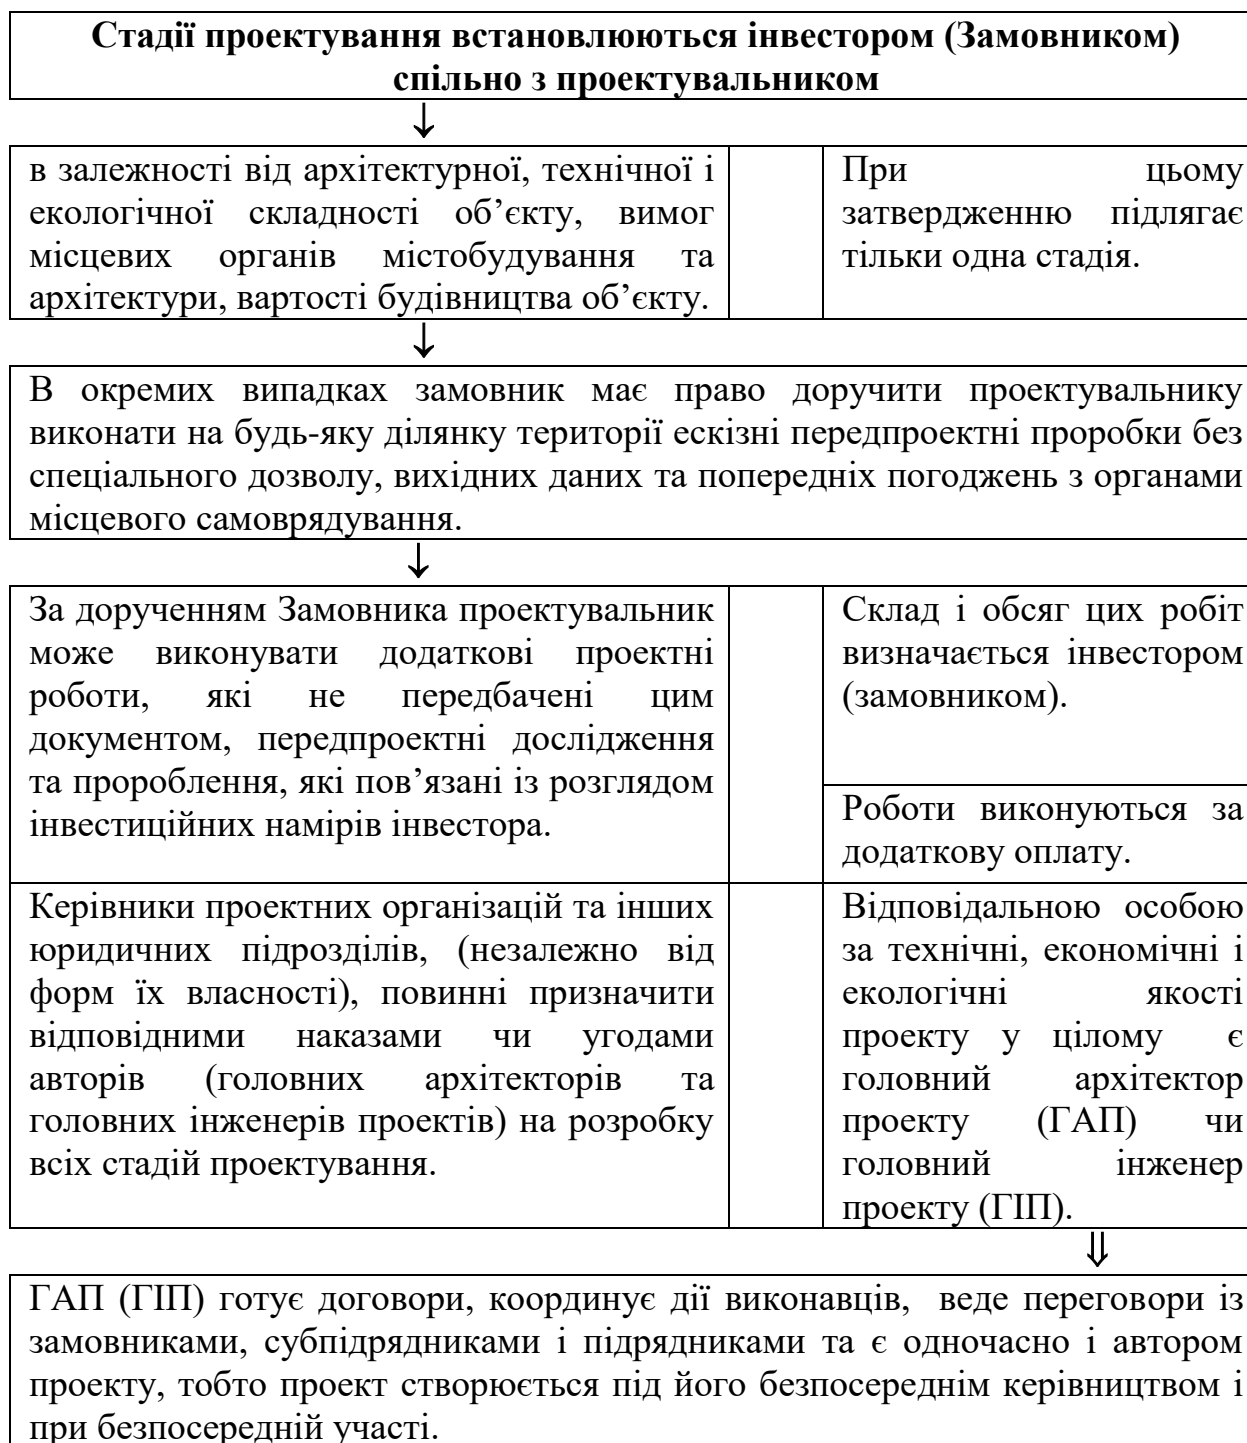 Стадії проектування встановлюються інвестором (Замовником)
спільно з проектувальником
↓
в залежності від архітектурної, технічної і
екологічної складності об’єкту, вимог
місцевих органів містобудування та
архітектури, вартості будівництва об’єкту.
При цьому
затвердженню підлягає
тільки одна стадія.
↓
В окремих випадках замовник має право доручити проектувальнику
виконати на будь-яку ділянку території ескізні передпроектні проробки без
спеціального дозволу, вихідних даних та попередніх погоджень з органами
місцевого самоврядування.
↓
За дорученням Замовника проектувальник
може виконувати додаткові проектні
роботи, які не передбачені цим
документом, передпроектні дослідження
та пророблення, які пов’язані із розглядом
інвестиційних намірів інвестора.
Склад і обсяг цих робіт
визначається інвестором
(замовником).
Роботи виконуються за
додаткову оплату.
Керівники проектних організацій та інших
юридичних підрозділів, (незалежно від
форм їх власності), повинні призначити
відповідними наказами чи угодами
авторів (головних архітекторів та
головних інженерів проектів) на розробку
всіх стадій проектування.
Відповідальною особою
за технічні, економічні і
екологічні якості
проекту у цілому є
головний архітектор
проекту (ГАП) чи
головний інженер
проекту (ГІП).
⇓
ГАП (ГІП) готує договори, координує дії виконавців, веде переговори із
замовниками, субпідрядниками і підрядниками та є одночасно і автором
проекту, тобто проект створюється під його безпосереднім керівництвом і
при безпосередній участі.